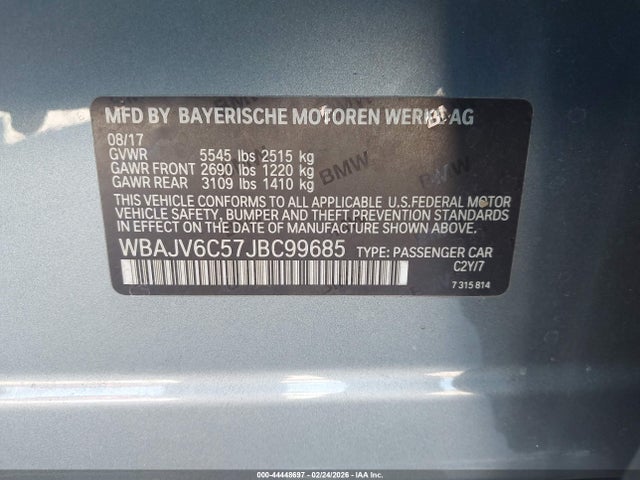 MFD BY BAYERISCHE MOTOREN WERKE AG
08/17
GVWR 5545 lbs 2515 kg
GAWR FRONT 2690 lbs 1220 kg
GAWR REAR 3109 lbs 1410 kg
THIS VEHICLE CONFORMS TO ALL APPLICABLE U.S.FEDERAL MOTOR
VEHICLE SAFETY, BUMPER, AND THEFT PREVENTION STANDARDS
IN EFFECT ON THE DATE OF MANUFACTURE SHOWN ABOVE.
WBAJV6C57JBC99685 TYPE: PASSENGER CAR
C2Y/7
7 315 814
BMW
BMW
BMW
000-44448697 - 02/24/2026 - IAAI Inc.